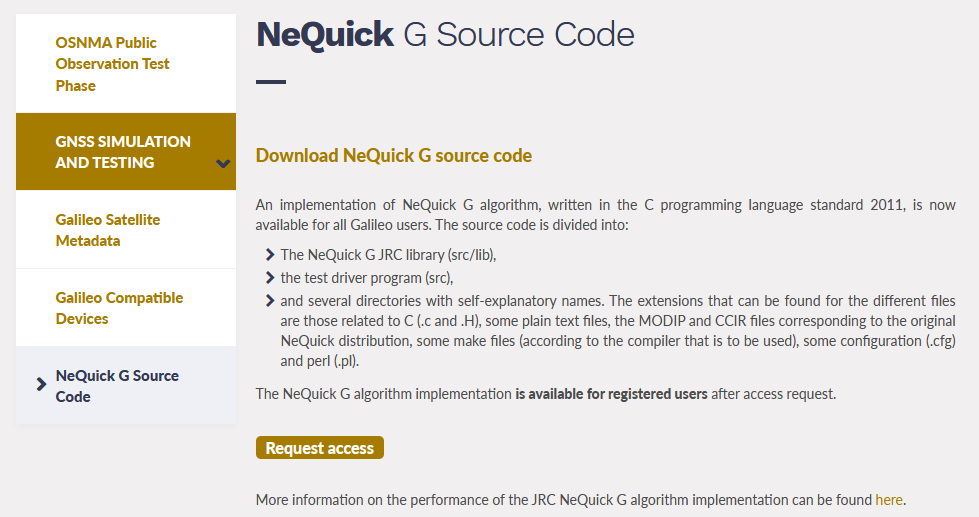 OSNMA Public
Observation Test
Phase
GNSS SIMULATION
AND TESTING
Galileo Satellite
Metadata
Galileo Compatible
Devices
NeQuick G Source
Code
NeQuick G Source Code
Download NeQuick G source code
An implementation of NeQuick G algorithm, written in the C programming language standard 2011, is now
available for all Galileo users. The source code is divided into:
The NeQuick G JRC library (src/lib),
the test driver program (src),
and several directories with self-explanatory names. The extensions that can be found for the different files
are those related to C (.c and .H), some plain text files, the MODIP and CCIR files corresponding to the original
NeQuick distribution, some make files (according to the compiler that is to be used), some configuration (.cfg)
and perl (.pl).
The NeQuick G algorithm implementation is available for registered users after access request.
Request access
More information on the performance of the JRC NeQuick G algorithm implementation can be found here.